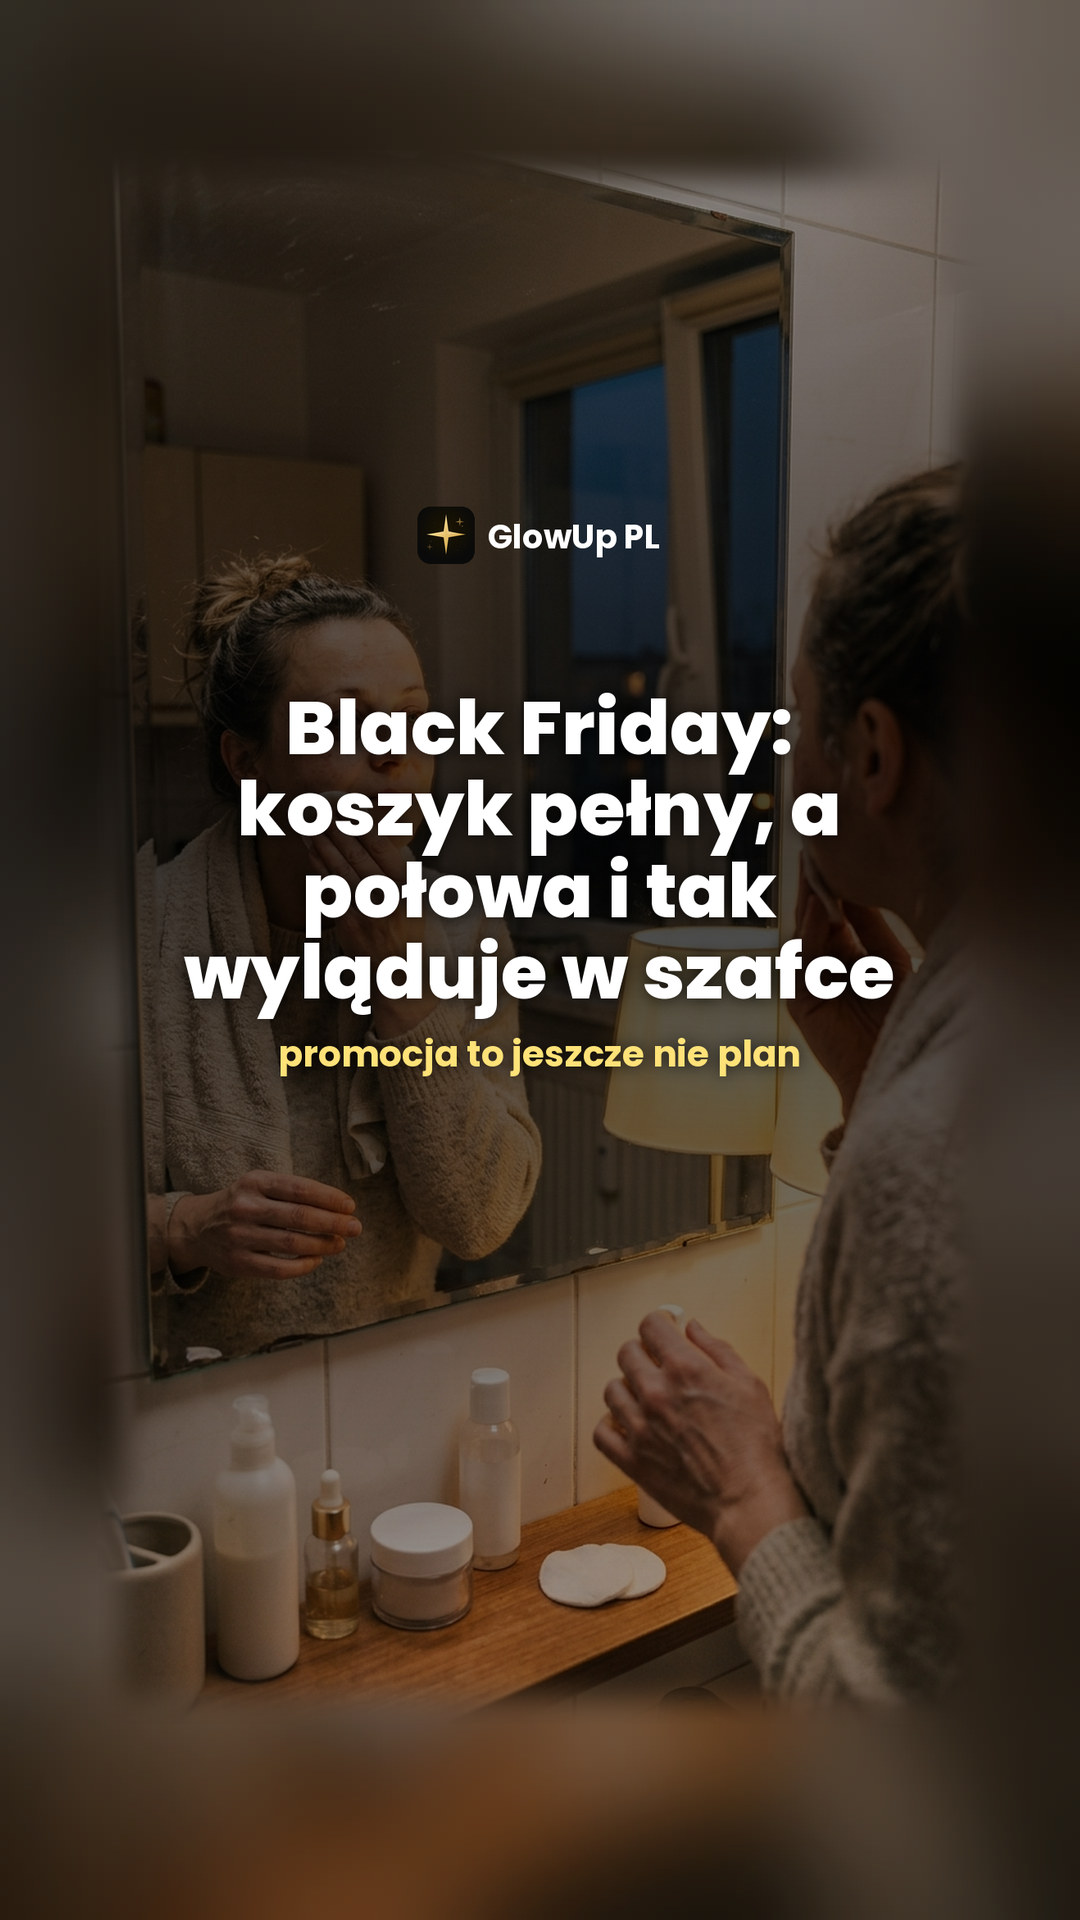 GlowUp PL
Black Friday:
koszyk pełny, a
połowa i tak
wyląduje w szafce
promocja to jeszcze nie plan